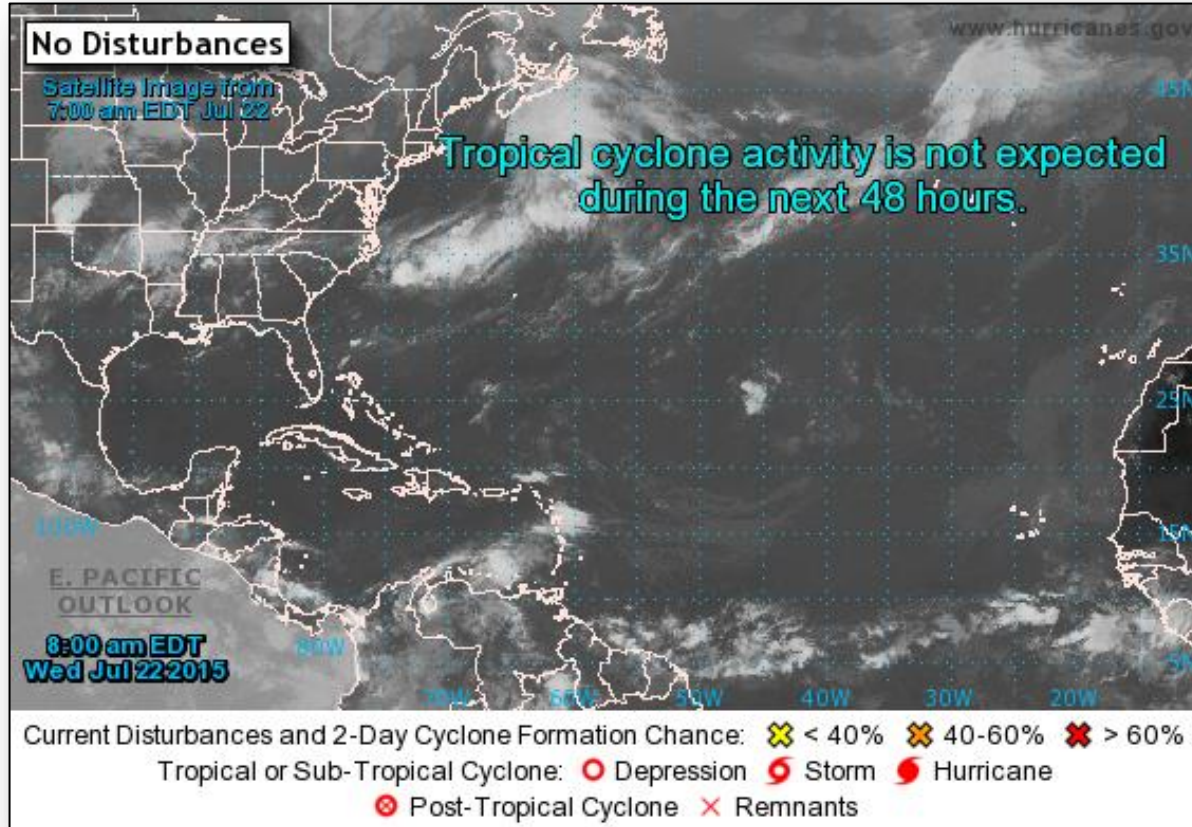 www.hurricanes.gov
No Disturbances
Satellite Image from
7:00 am EDT Jul 22
45N
Tropical cyclone activity is not expected
during the next 48 hours.
35N
25N
100W
15N
E. PACIFIC
OUTLOOK
8:00 am EDT
Wed Jul 22 2015
80W
5N
70W 60W 50W 40W 30W 20W
Current Disturbances and 2-Day Cyclone Formation Chance: < 40% 40-60% > 60%
Tropical or Sub-Tropical Cyclone: Depression Storm Hurricane
Post-Tropical Cyclone Remnants